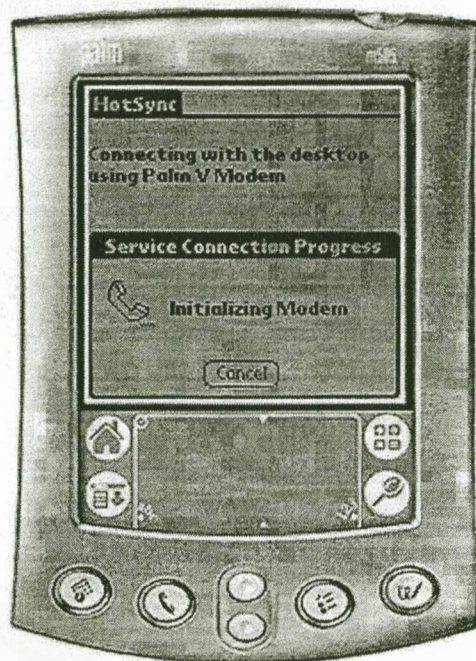 palm
HotSync
Connecting with the desktop
using Palm V Modem
Service Connection Progress
Initializing Modem
Cancel